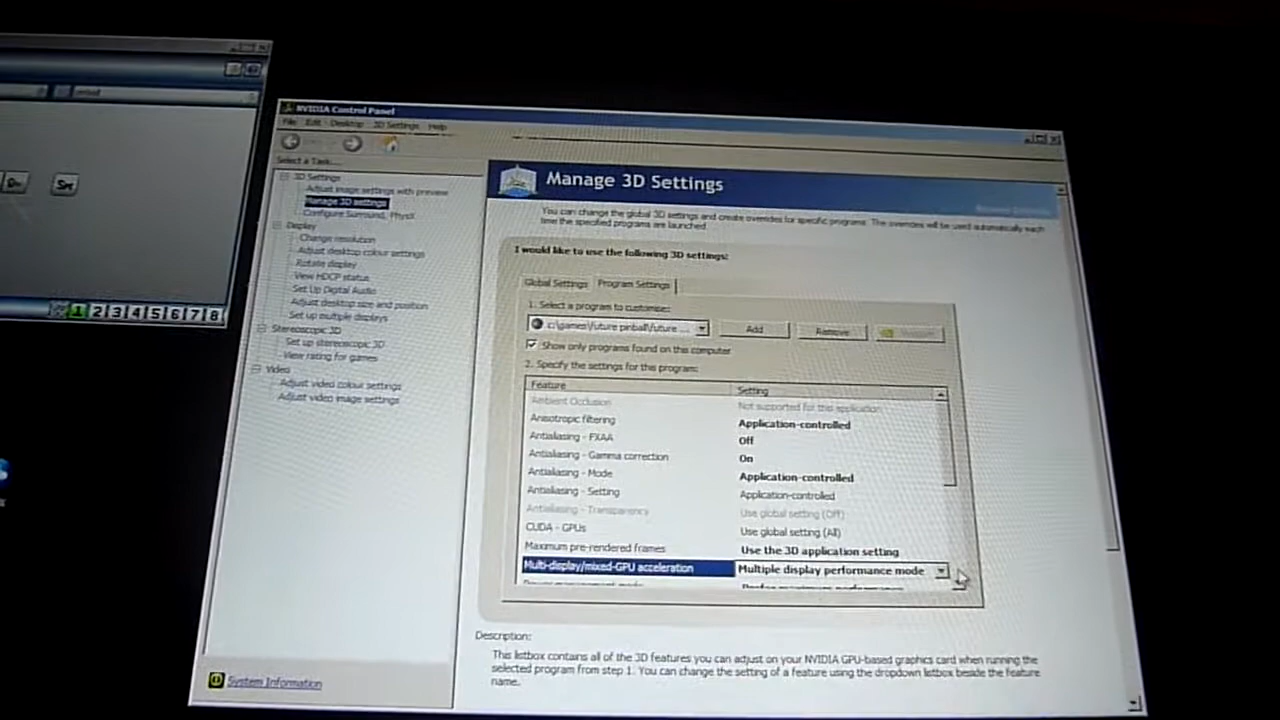 NVIDIA Control Panel
File Edit Desktop 3D Settings Help
Select a Task...
3D Settings
Adjust image settings with preview
Manage 3D settings
Configure Surround, PhysX
Display
Change resolution
Adjust desktop colour settings
Rotate display
View HDCP status
Set Up Digital Audio
Adjust desktop size and position
Set up multiple displays
Stereoscopic 3D
Set up stereoscopic 3D
View rating for games
Video
Adjust video colour settings
Adjust video image settings
System Information
1 2 3 4 5 6 7 8
Manage 3D Settings
You can change the global 3D settings and create overrides for specific programs. The overrides will be used automatically each
time the specified programs are launched.
I would like to use the following 3D settings:
Global Settings Program Settings
1. Select a program to customise:
c:\games\future pinball\future ...
Add Remove
Show only programs found on this computer
2. Specify the settings for this program:
Feature Setting
Ambient Occlusion Not supported for this application
Anisotropic filtering Application-controlled
Antialiasing - FXAA Off
Antialiasing - Gamma correction On
Antialiasing - Mode Application-controlled
Antialiasing - Setting Application-controlled
Antialiasing - Transparency Use global setting (Off)
CUDA - GPUs Use global setting (All)
Maximum pre-rendered frames Use the 3D application setting
Multi-display/mixed-GPU acceleration Multiple display performance mode
Description:
This listbox contains all of the 3D features you can adjust on your NVIDIA GPU-based graphics card when running the
selected program from step 1. You can change the setting of a feature using the dropdown listbox beside the feature
name.